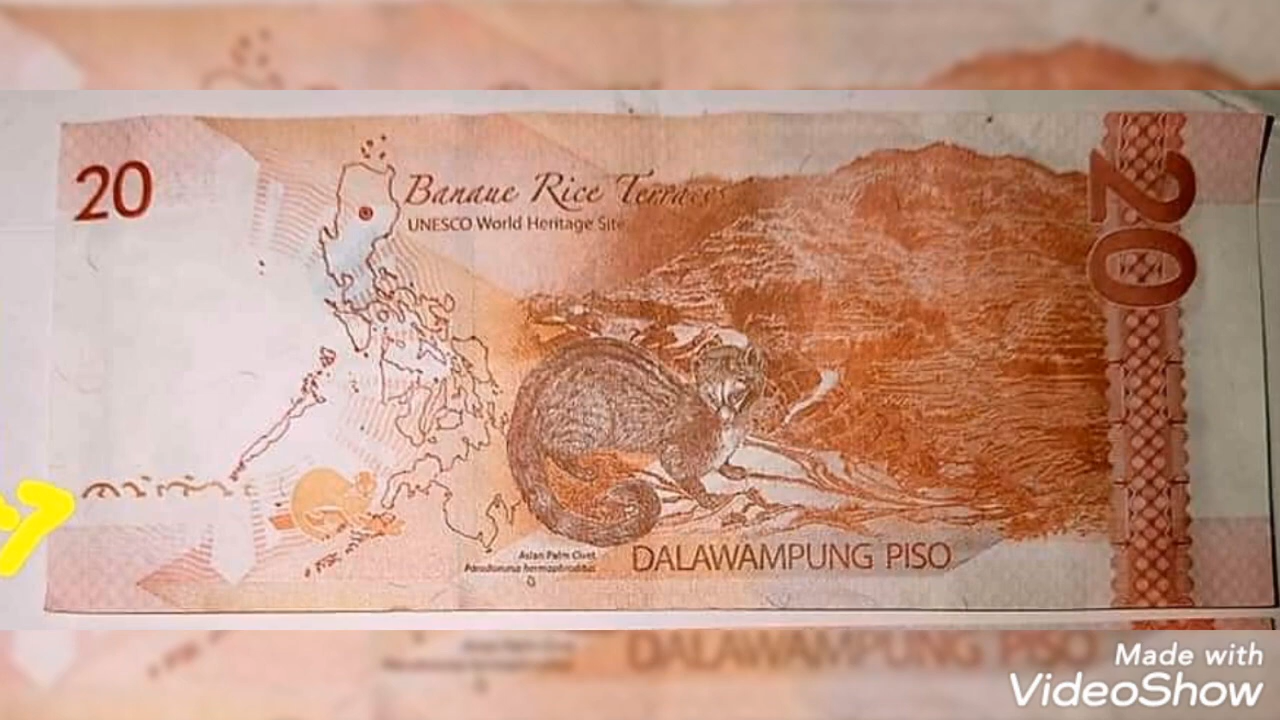 20
Banaue Rice Terraces
UNESCO World Heritage Site
20
Asian Palm Civet
Paradoxurus hermaphroditus
DALAWAMPUNG PISO
DALAWAMPUNG PISO
Made with
VideoShow